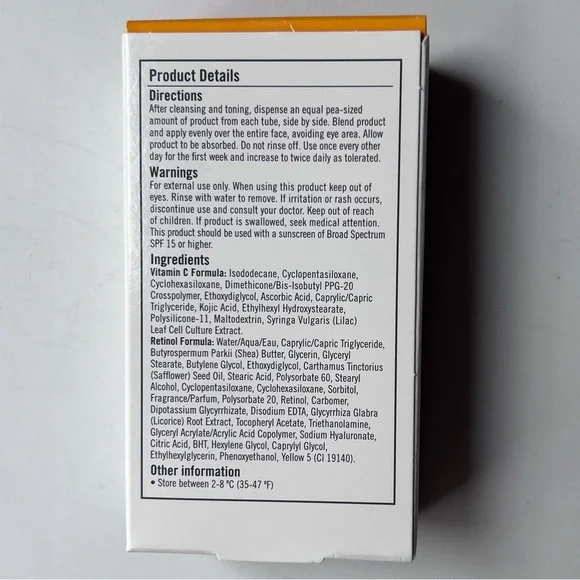 Product Details
Directions
After cleansing and toning, dispense an equal pea-sized
amount of product from each tube, side by side. Blend product
and apply evenly over the entire face, avoiding eye area. Allow
product to be absorbed. Do not rinse off. Use once every other
day for the first week and increase to twice daily as tolerated.
Warnings
For external use only. When using this product keep out of
eyes. Rinse with water to remove. If irritation or rash occurs,
discontinue use and consult your doctor. Keep out of reach
of children. If product is swallowed, seek medical attention.
This product should be used with a sunscreen of Broad Spectrum
SPF 15 or higher.
Ingredients
Vitamin C Formula: Isododecane, Cyclopentasiloxane,
Cyclohexasiloxane, Dimethicone/Bis-Isobutyl PPG-20
Crosspolymer, Ethoxydiglycol, Ascorbic Acid, Caprylic/Capric
Triglyceride, Kojic Acid, Ethylhexyl Hydroxystearate,
Polysilicone-11, Maltodextrin, Syringa Vulgaris (Lilac)
Leaf Cell Culture Extract.
Retinol Formula: Water/Aqua/Eau, Caprylic/Capric Triglyceride,
Butyrospermum Parkii (Shea) Butter, Glycerin, Glyceryl
Stearate, Butylene Glycol, Ethoxydiglycol, Carthamus Tinctorius
(Safflower) Seed Oil, Stearic Acid, Polysorbate 60, Stearyl
Alcohol, Cyclopentasiloxane, Cyclohexasiloxane, Sorbitol,
Fragrance/Parfum, Polysorbate 20, Retinol, Carbomer,
Dipotassium Glycyrrhizate, Disodium EDTA, Glycyrrhiza Glabra
(Licorice) Root Extract, Tocopheryl Acetate, Triethanolamine,
Glyceryl Acrylate/Acrylic Acid Copolymer, Sodium Hyaluronate,
Citric Acid, BHT, Hexylene Glycol, Caprylyl Glycol,
Ethylhexylglycerin, Phenoxyethanol, Yellow 5 (CI 19140).
Other information
• Store between 2-8 ºC (35-47 ºF)